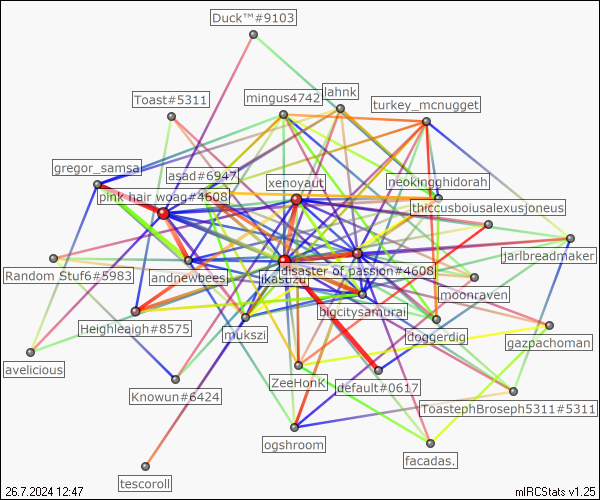 Duck™#9103
lahnk
Toast#5311
mingus4742
turkey_mcnugget
gregor_samsa
asad#6947
xenoyaut
neokingghidorah
pink hair woag#4608
thiccusboiusalexusjoneus
jarlbreadmaker
Random Stuf6#5983
andnewbees
jkastizu
disaster of passion#4608
moonraven
bigcitysamurai
Heighleaigh#8575
mukszi
doggerdig
gazpachoman
avelicious
Knowun#6424
ZeeHonK
default#0617
ToastephBroseph5311#5311
ogshroom
facadas.
tescoroll
26.7.2024 12:47
mIRCStats v1.25